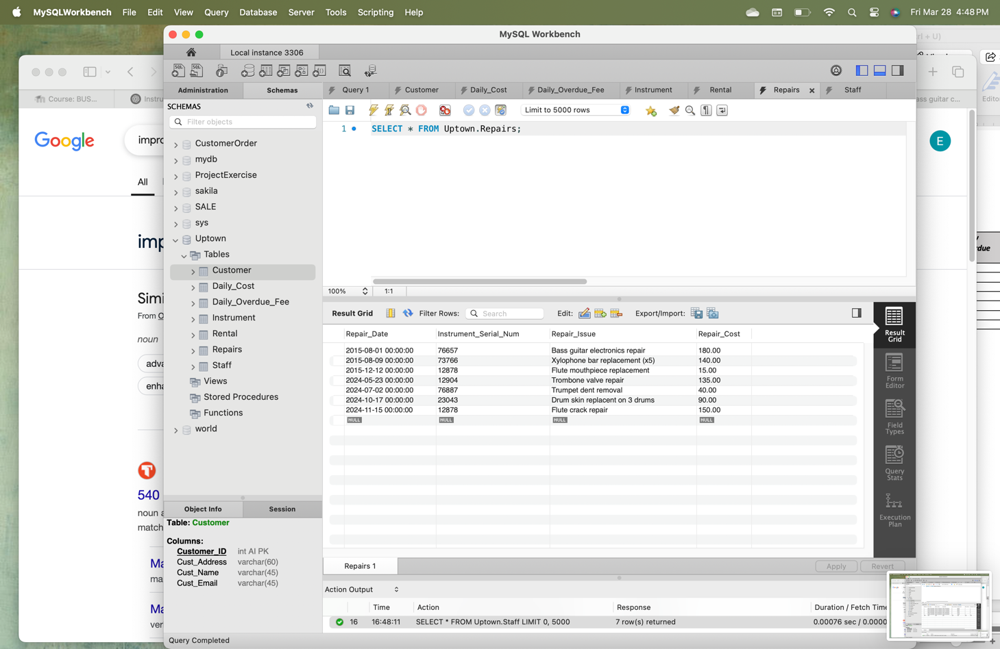 MySQLWorkbench File Edit View Query Database Server Tools Scripting Help Fri Mar 28 4:48 PM
MySQL Workbench
Local instance 3306
Administration Schemas Query 1 Customer Daily_Cost Daily_Overdue_Fee Instrument Rental Repairs Staff
Course: BUS... Instru
SCHEMAS
Limit to 5000 rows
Filter objects
1 SELECT * FROM Uptown.Repairs;
Google
impro
E
CustomerOrder
mydb
ProjectExercise
All
sakila
SALE
sys
Uptown
imp
Tables
Customer
Daily_Cost
Daily_Overdue_Fee
Instrument
Rental
Repairs
Staff
Views
Stored Procedures
Functions
world
Simi
From O
noun
adva
enha
540
noun a
match
Ma
ma
Ma
ver
100% 1:1
Result Grid Filter Rows: Search Edit: Export/Import:
Repair_Date Instrument_Serial_Num Repair_Issue Repair_Cost
2015-08-01 00:00:00 76657 Bass guitar electronics repair 180.00
2015-08-09 00:00:00 73766 Xylophone bar replacement (x5) 140.00
2015-12-12 00:00:00 12878 Flute mouthpiece replacement 15.00
2024-05-23 00:00:00 12904 Trombone valve repair 135.00
2024-07-02 00:00:00 76887 Trumpet dent removal 40.00
2024-10-17 00:00:00 23043 Drum skin replacent on 3 drums 90.00
2024-11-15 00:00:00 12878 Flute crack repair 150.00
NULL NULL NULL NULL
Result Grid
Form Editor
Field Types
Query Stats
Execution Plan
Object Info Session
Table: Customer
Columns:
Customer_ID int AI PK
Cust_Address varchar(60)
Cust_Name varchar(45)
Cust_Email varchar(45)
Repairs 1 Apply Revert
Action Output
Time Action Response Duration / Fetch Time
16 16:48:11 SELECT * FROM Uptown.Staff LIMIT 0, 5000 7 row(s) returned 0.00076 sec / 0.0000
Query Completed
ass guitar c...
Edito
due